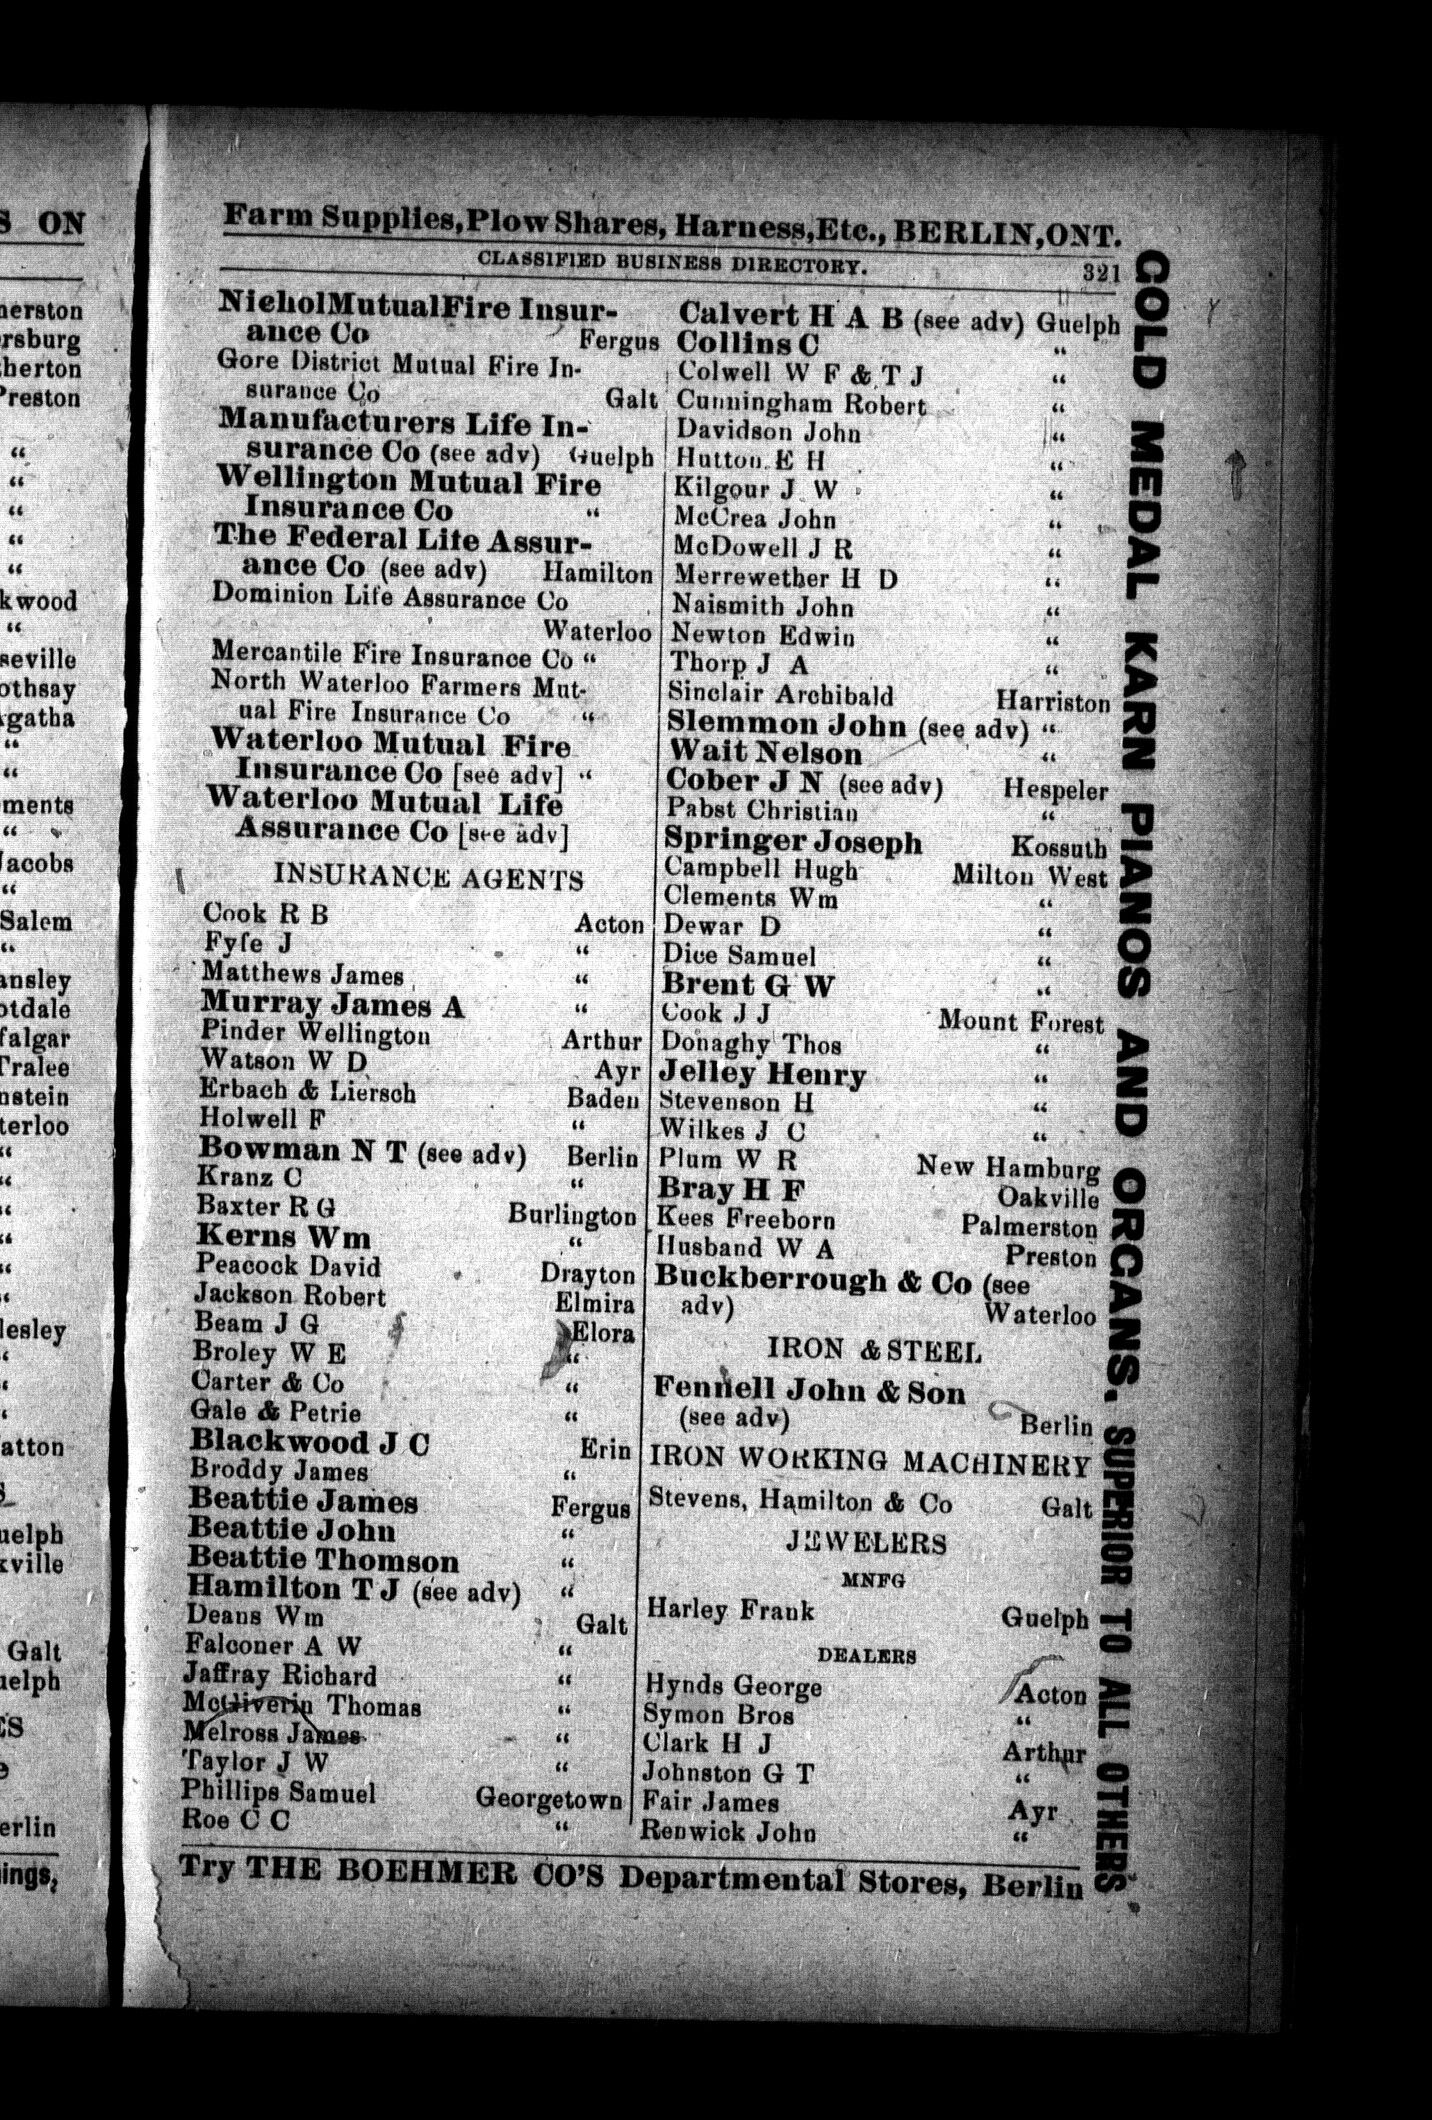 S ON
nerston
rsburg
herton
Preston
“
“
“
“
“
kwood
“
seville
othsay
Agatha
“
“
ments
“
Jacobs
“
Salem
“
ansley
otdale
falgar
Tralee
nstein
terloo
“
“
“
“
“
“
lesley
“
“
“
atton
uelph
kville
Galt
uelph
ES
erlin
ings,
Farm Supplies, Plow Shares, Harness, Etc., BERLIN, ONT.
CLASSIFIED BUSINESS DIRECTORY. 321
Nichol Mutual Fire Insur-
ance Co Fergus
Gore District Mutual Fire In-
surance Co Galt
Manufacturers Life In-
surance Co (see adv) Guelph
Wellington Mutual Fire
Insurance Co “
The Federal Life Assur-
ance Co (see adv) Hamilton
Dominion Life Assurance Co
Waterloo
Mercantile Fire Insurance Co “
North Waterloo Farmers Mut-
ual Fire Insurance Co “
Waterloo Mutual Fire
Insurance Co [see adv] “
Waterloo Mutual Life
Assurance Co [see adv]
INSURANCE AGENTS
Cook R B Acton
Fyfe J “
Matthews James “
Murray James A “
Pinder Wellington Arthur
Watson W D Ayr
Erbach & Liersch Baden
Holwell F “
Bowman N T (see adv) Berlin
Kranz C “
Baxter R G Burlington
Kerns Wm “
Peacock David Drayton
Jackson Robert Elmira
Beam J G Elora
Broley W E “
Carter & Co “
Gale & Petrie “
Blackwood J C Erin
Broddy James “
Beattie James Fergus
Beattie John “
Beattie Thomson “
Hamilton T J (see adv) “
Deans Wm Galt
Falconer A W “
Jaffray Richard “
McGiverin Thomas “
Melross James “
Taylor J W “
Phillips Samuel Georgetown
Roe C C “
Calvert H A B (see adv) Guelph
Collins C “
Colwell W F & T J “
Cunningham Robert “
Davidson John “
Hutton E H “
Kilgour J W “
McCrea John “
McDowell J R “
Merrewether H D “
Naismith John “
Newton Edwin “
Thorp J A “
Sinclair Archibald Harriston
Slemmon John (see adv) “
Wait Nelson “
Cober J N (see adv) Hespeler
Pabst Christian “
Springer Joseph Kossuth
Campbell Hugh Milton West
Clements Wm “
Dewar D “
Dice Samuel “
Brent G W “
Cook J J Mount Forest
Donaghy Thos “
Jelley Henry “
Stevenson H “
Wilkes J C “
Plum W R New Hamburg
Bray H F Oakville
Kees Freeborn Palmerston
Husband W A Preston
Buckberrough & Co (see
adv) Waterloo
IRON & STEEL
Fennell John & Son
(see adv) Berlin
IRON WORKING MACHINERY
Stevens, Hamilton & Co Galt
JEWELERS
MNFG
Harley Frank Guelph
DEALERS
Hynds George Acton
Symon Bros “
Clark H J Arthur
Johnston G T “
Fair James Ayr
Renwick John “
Try THE BOEHMER CO'S Departmental Stores, Berlin
GOLD MEDAL KARN PIANOS AND ORGANS. SUPERIOR TO ALL OTHERS.